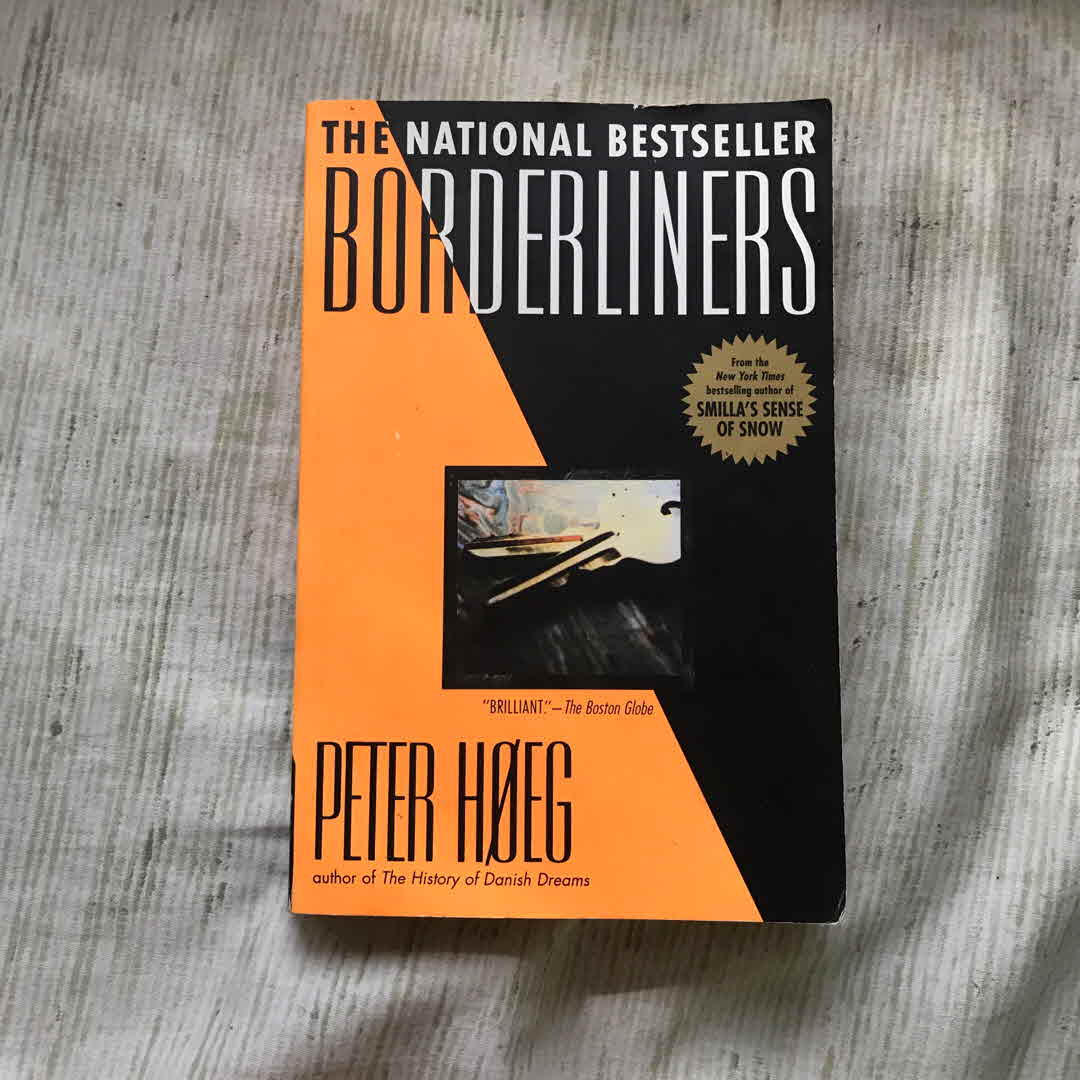 THE NATIONAL BESTSELLER
BORDERLINERS
From the
New York Times
bestselling author of
SMILLA'S SENSE
OF SNOW
"BRILLIANT."—The Boston Globe
PETER HØEG
author of The History of Danish Dreams